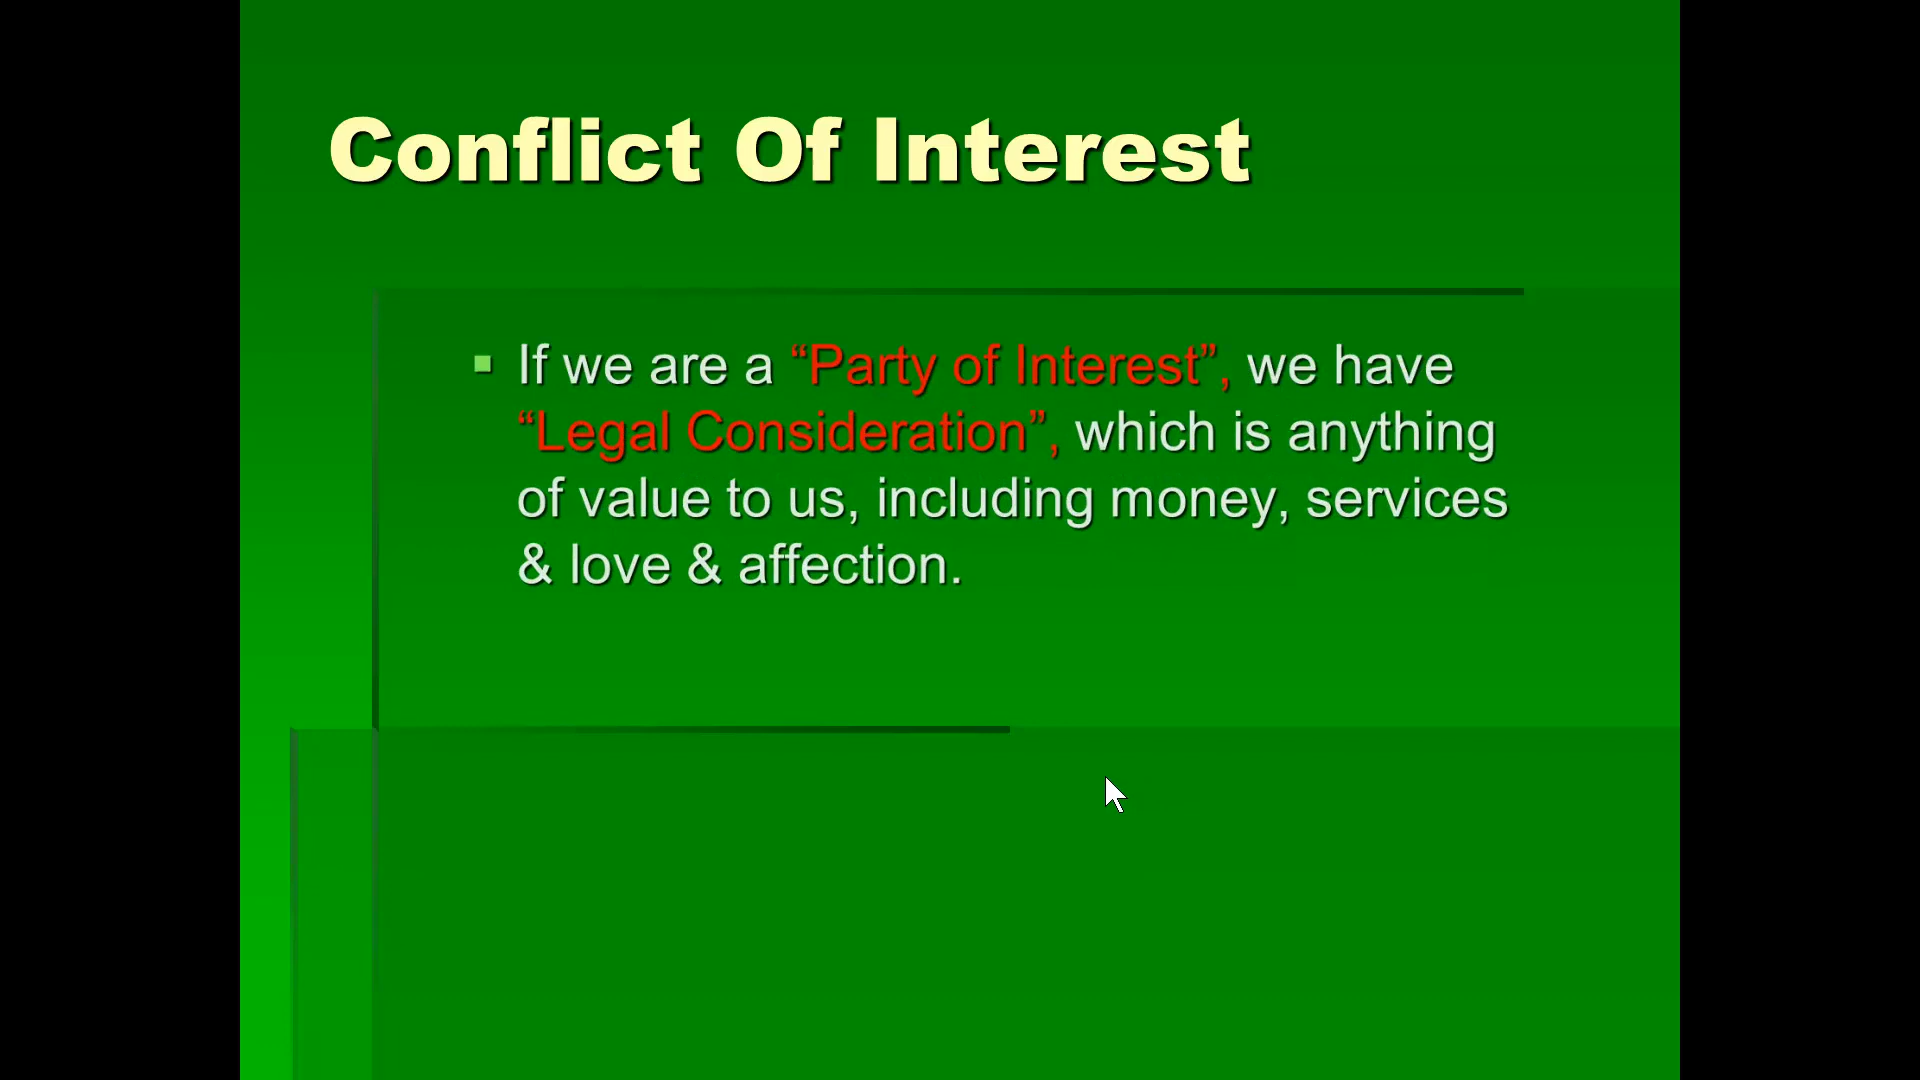 Conflict Of Interest
If we are a “Party of Interest”, we have
“Legal Consideration”, which is anything
of value to us, including money, services
& love & affection.